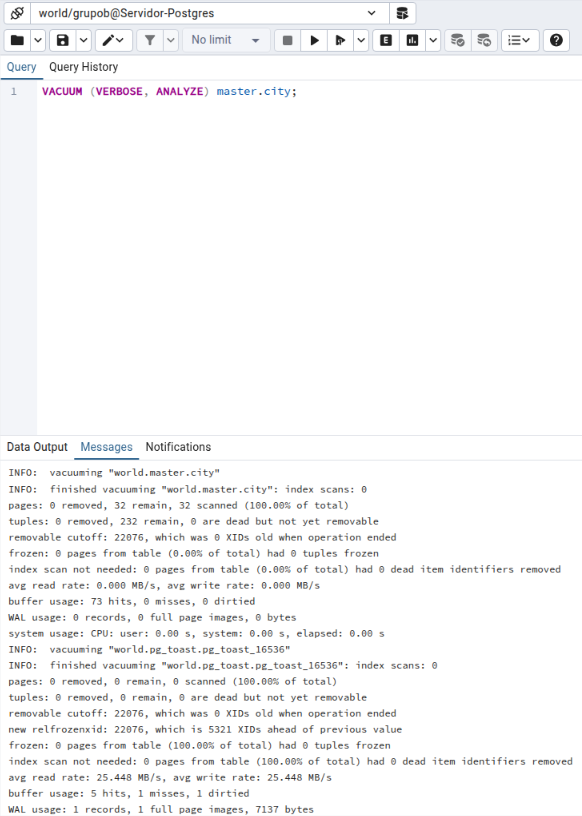 world/grupob@Servidor-Postgres
No limit
E
Query Query History
1 VACUUM (VERBOSE, ANALYZE) master.city;
Data Output Messages Notifications
INFO:  vacuuming "world.master.city"
INFO:  finished vacuuming "world.master.city": index scans: 0
pages: 0 removed, 32 remain, 32 scanned (100.00% of total)
tuples: 0 removed, 232 remain, 0 are dead but not yet removable
removable cutoff: 22076, which was 0 XIDs old when operation ended
frozen: 0 pages from table (0.00% of total) had 0 tuples frozen
index scan not needed: 0 pages from table (0.00% of total) had 0 dead item identifiers removed
avg read rate: 0.000 MB/s, avg write rate: 0.000 MB/s
buffer usage: 73 hits, 0 misses, 0 dirtied
WAL usage: 0 records, 0 full page images, 0 bytes
system usage: CPU: user: 0.00 s, system: 0.00 s, elapsed: 0.00 s
INFO:  vacuuming "world.pg_toast.pg_toast_16536"
INFO:  finished vacuuming "world.pg_toast.pg_toast_16536": index scans: 0
pages: 0 removed, 0 remain, 0 scanned (100.00% of total)
tuples: 0 removed, 0 remain, 0 are dead but not yet removable
removable cutoff: 22076, which was 0 XIDs old when operation ended
new relfrozenxid: 22076, which is 5321 XIDs ahead of previous value
frozen: 0 pages from table (100.00% of total) had 0 tuples frozen
index scan not needed: 0 pages from table (100.00% of total) had 0 dead item identifiers removed
avg read rate: 25.448 MB/s, avg write rate: 25.448 MB/s
buffer usage: 5 hits, 1 misses, 1 dirtied
WAL usage: 1 records, 1 full page images, 7137 bytes